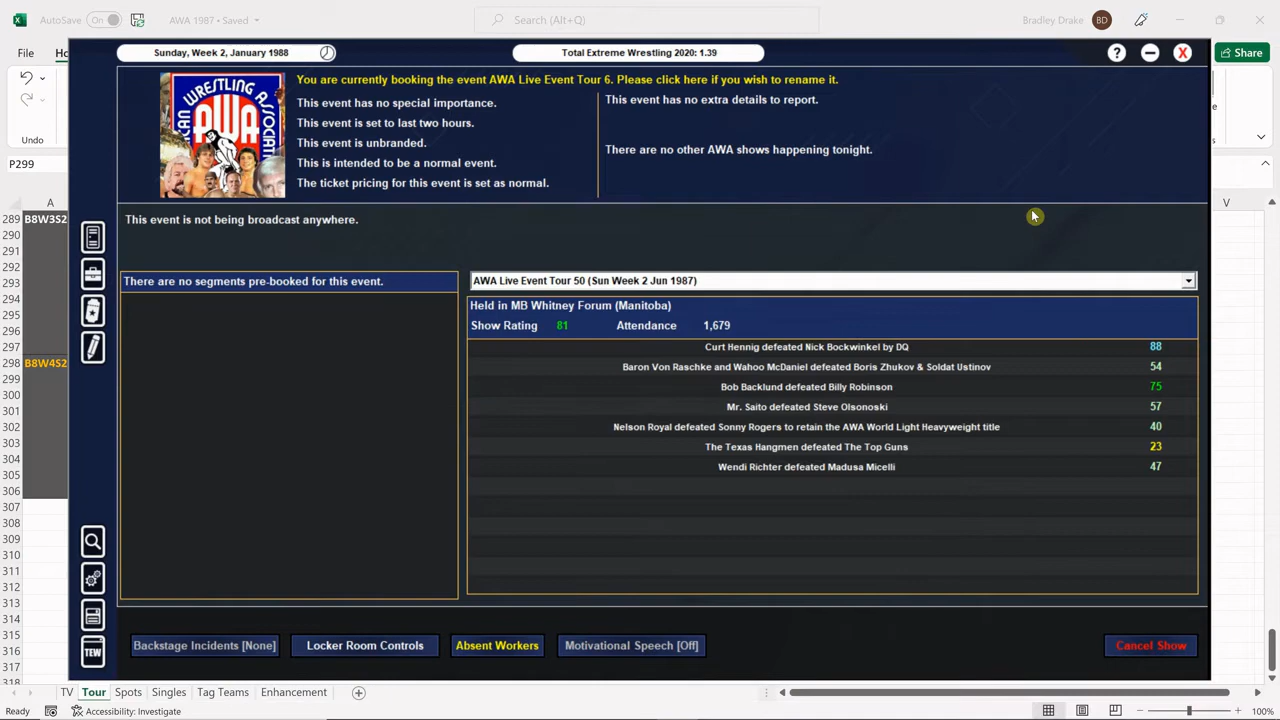 AutoSave On AWA 1987 • Saved Search (Alt+Q) Bradley Drake BD
File Ho Share
Sunday, Week 2, January 1988 Total Extreme Wrestling 2020: 1.39 ? X
You are currently booking the event AWA Live Event Tour 6. Please click here if you wish to rename it.
This event has no special importance.
This event is set to last two hours.
This event is unbranded.
This is intended to be a normal event.
The ticket pricing for this event is set as normal.
This event has no extra details to report.
There are no other AWA shows happening tonight.
WRESTLING
AWA
Undo
P299
A V
289 B8W3S2
290
291
292
293
294
295
296
297
298 B8W4S2
299
300
301
302
303
304
305
306
307
308
309
310
311
312
313
314
315
316
317
318
This event is not being broadcast anywhere.
There are no segments pre-booked for this event.
AWA Live Event Tour 50 (Sun Week 2 Jun 1987)
Held in MB Whitney Forum (Manitoba)
Show Rating 81 Attendance 1,679
Curt Hennig defeated Nick Bockwinkel by DQ 88
Baron Von Raschke and Wahoo McDaniel defeated Boris Zhukov & Soldat Ustinov 54
Bob Backlund defeated Billy Robinson 75
Mr. Saito defeated Steve Olsonoski 57
Nelson Royal defeated Sonny Rogers to retain the AWA World Light Heavyweight title 40
The Texas Hangmen defeated The Top Guns 23
Wendi Richter defeated Madusa Micelli 47
TEW
Backstage Incidents [None] Locker Room Controls Absent Workers Motivational Speech [Off] Cancel Show
TV Tour Spots Singles Tag Teams Enhancement
Ready Accessibility: Investigate 100%